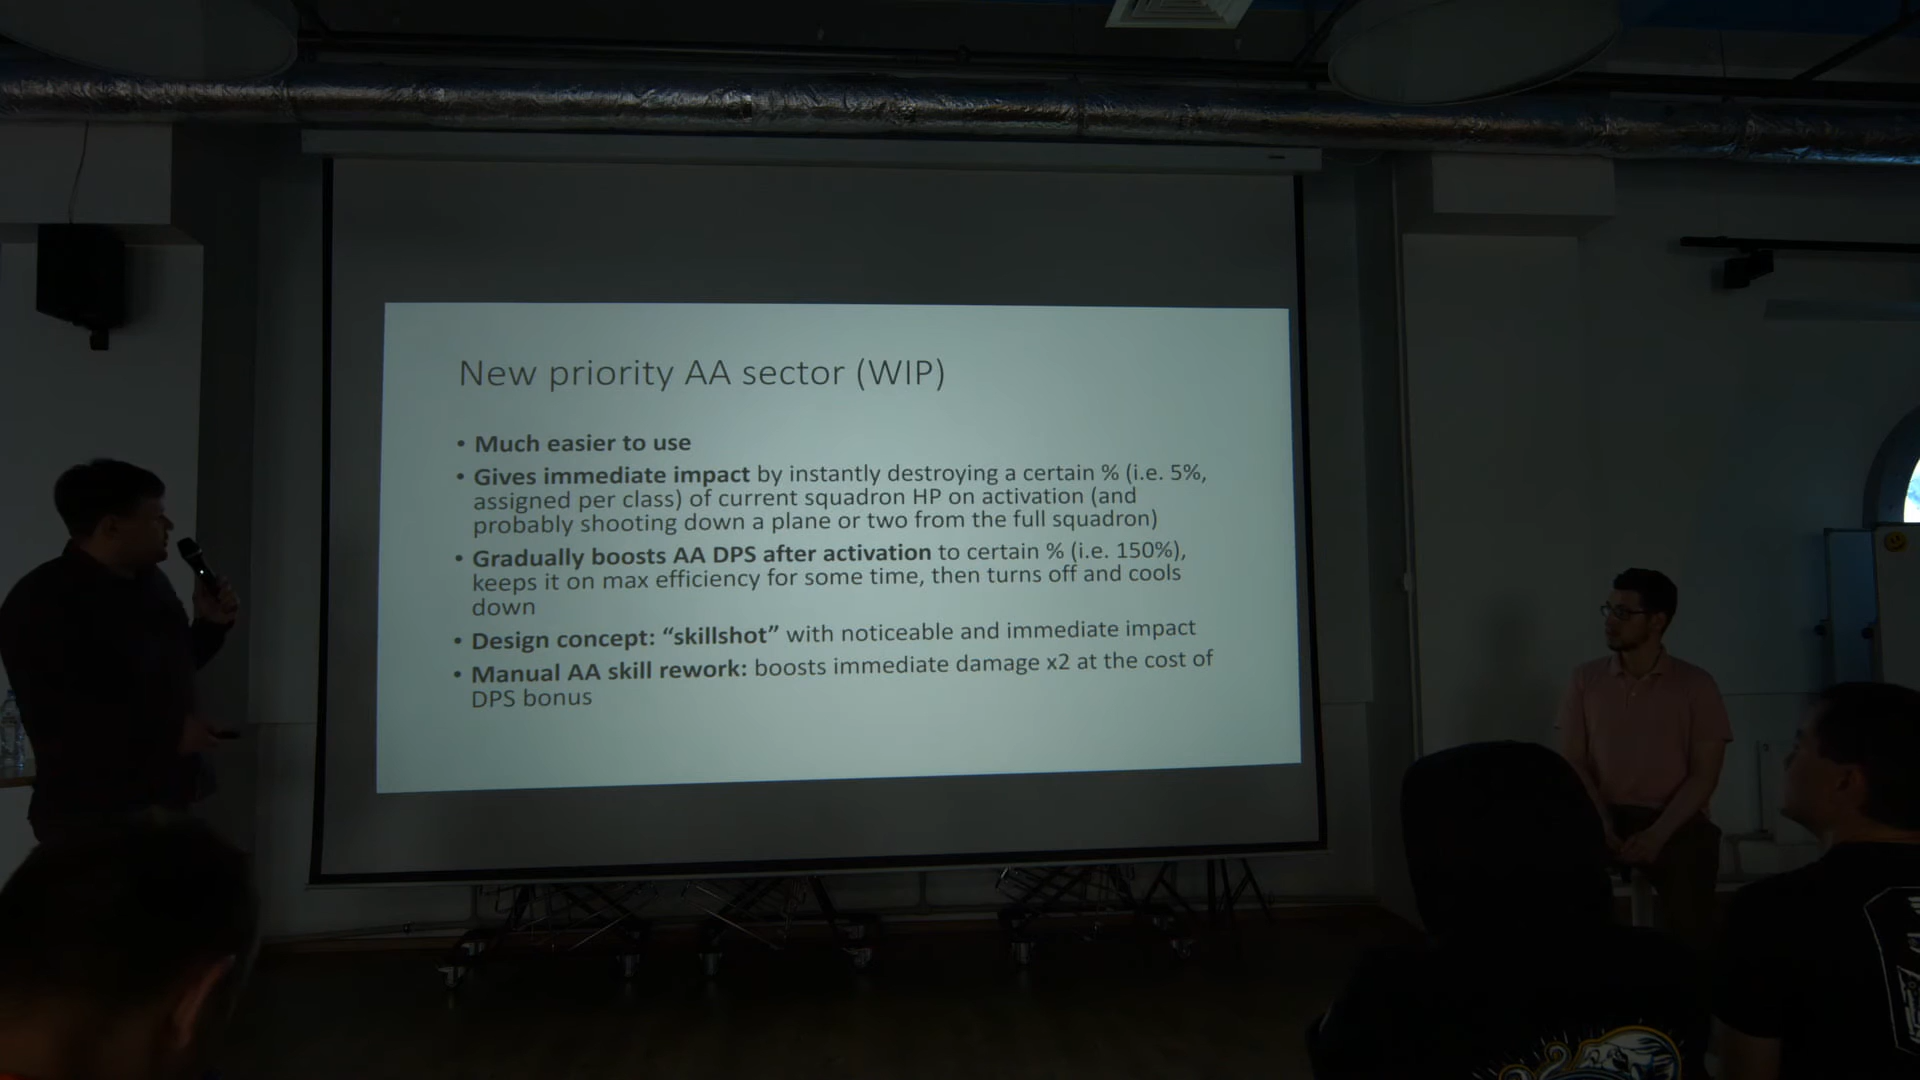 New priority AA sector (WIP)
• Much easier to use
• Gives immediate impact by instantly destroying a certain % (i.e. 5%,
assigned per class) of current squadron HP on activation (and
probably shooting down a plane or two from the full squadron)
• Gradually boosts AA DPS after activation to certain % (i.e. 150%),
keeps it on max efficiency for some time, then turns off and cools
down
• Design concept: “skillshot” with noticeable and immediate impact
• Manual AA skill rework: boosts immediate damage x2 at the cost of
DPS bonus